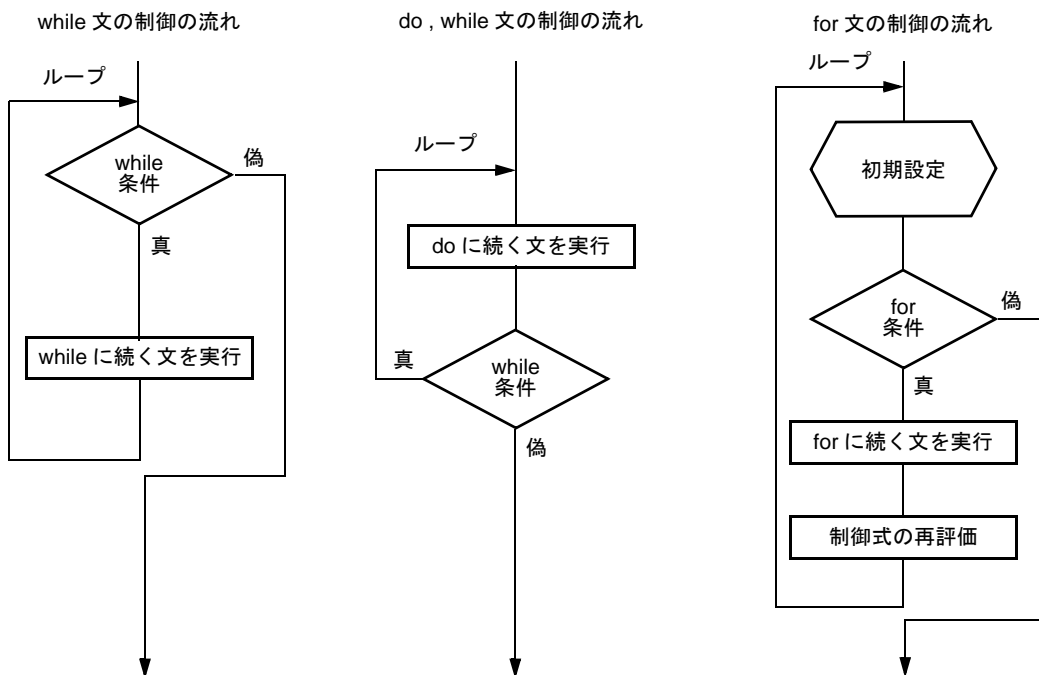 while 文の制御の流れ
ループ
while
条件
偽
真
while に続く文を実行
do , while 文の制御の流れ
ループ
do に続く文を実行
真
while
条件
偽
for 文の制御の流れ
ループ
初期設定
for
条件
偽
真
for に続く文を実行
制御式の再評価